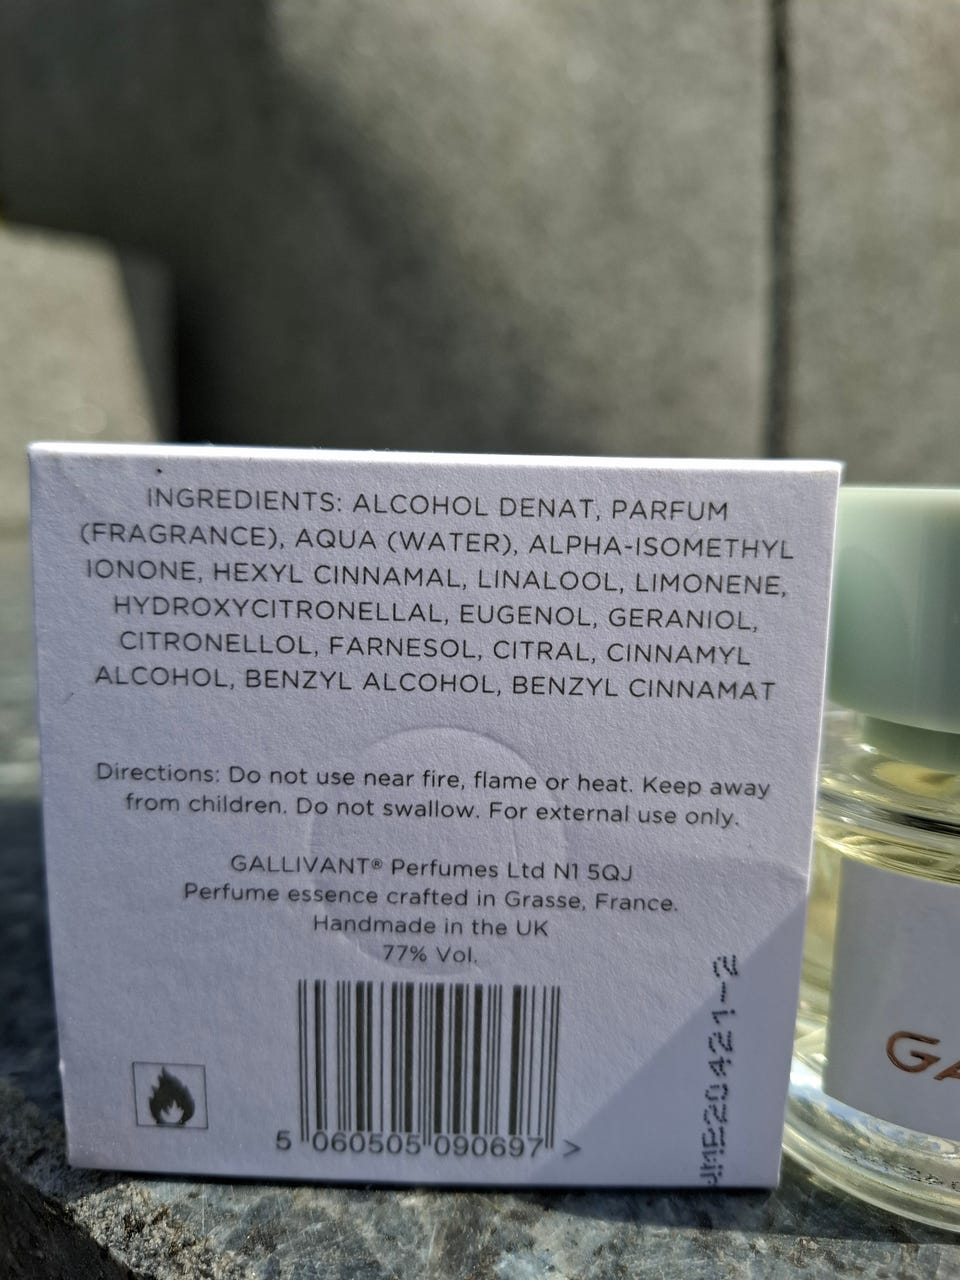 INGREDIENTS: ALCOHOL DENAT, PARFUM
(FRAGRANCE), AQUA (WATER), ALPHA-ISOMETHYL
IONONE, HEXYL CINNAMAL, LINALOOL, LIMONENE,
HYDROXYCITRONELLAL, EUGENOL, GERANIOL,
CITRONELLOL, FARNESOL, CITRAL, CINNAMYL
ALCOHOL, BENZYL ALCOHOL, BENZYL CINNAMAT
Directions: Do not use near fire, flame or heat. Keep away
from children. Do not swallow. For external use only.
GALLIVANT® Perfumes Ltd N1 5QJ
Perfume essence crafted in Grasse, France.
Handmade in the UK
77% Vol.
5 060505 090697 >
GA